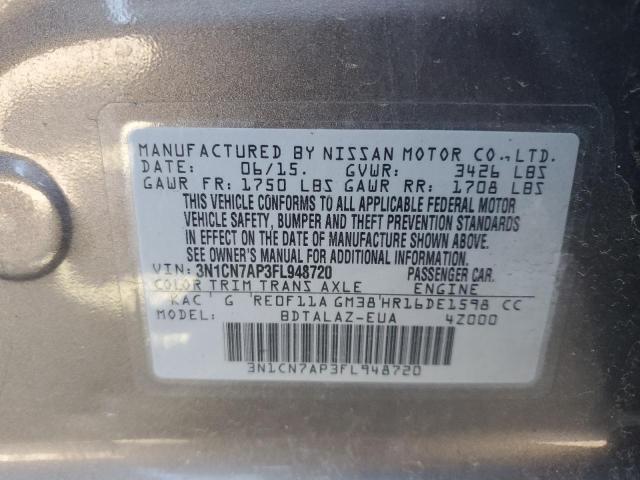 MANUFACTURED BY NISSAN MOTOR CO., LTD.
DATE: 06/15. GVWR: 3426 LBS
GAWR FR: 1750 LBS GAWR RR: 1708 LBS
THIS VEHICLE CONFORMS TO ALL APPLICABLE FEDERAL MOTOR
VEHICLE SAFETY, BUMPER AND THEFT PREVENTION STANDARDS
IN EFFECT ON THE DATE OF MANUFACTURE SHOWN ABOVE.
SEE OWNER'S MANUAL FOR ADDITIONAL INFORMATION.
VIN: 3N1CN7AP3FL948720 PASSENGER CAR.
COLOR TRIM TRANS AXLE ENGINE
KAC G RE0F11A GM38 HR16DE1598 CC
BDTALAZ-EUA 4Z000
3N1CN7AP3FL948720